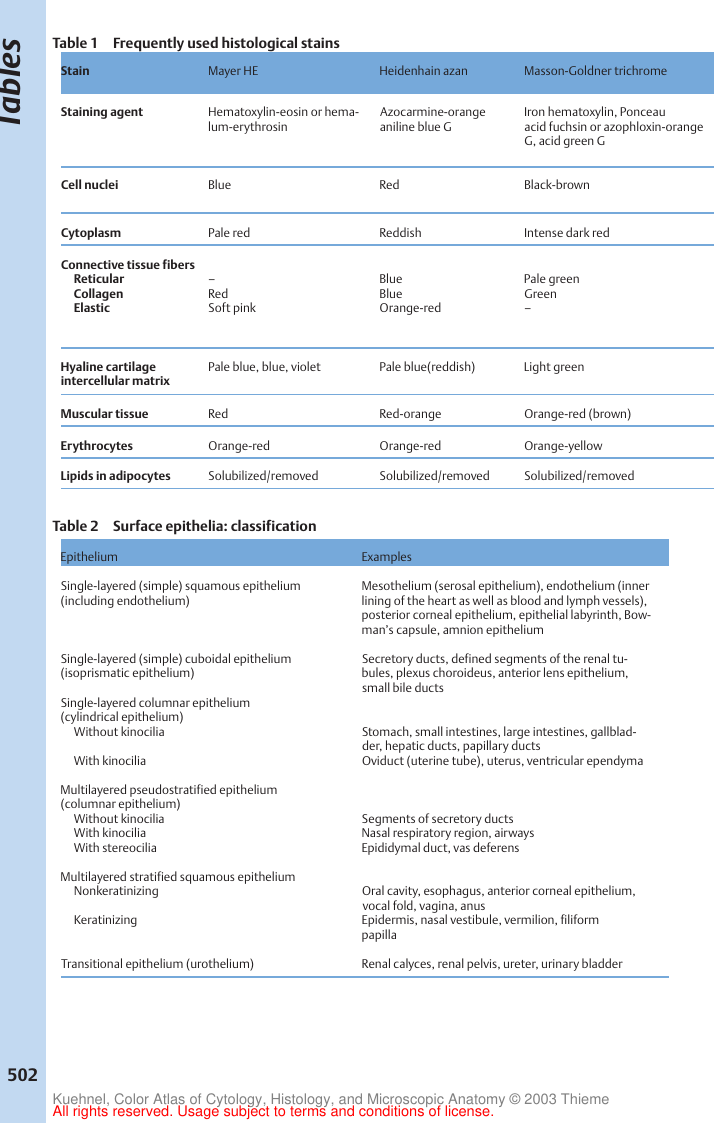 Tables
Table 1 Frequently used histological stains
Stain Mayer HE Heidenhain azan Masson-Goldner trichrome
Staining agent Hematoxylin-eosin or hema- Azocarmine-orange Iron hematoxylin, Ponceau
lum-erythrosin aniline blue G acid fuchsin or azophloxin-orange
G, acid green G
Cell nuclei Blue Red Black-brown
Cytoplasm Pale red Reddish Intense dark red
Connective tissue fibers
Reticular – Blue Pale green
Collagen Red Blue Green
Elastic Soft pink Orange-red –
Hyaline cartilage Pale blue, blue, violet Pale blue(reddish) Light green
intercellular matrix
Muscular tissue Red Red-orange Orange-red (brown)
Erythrocytes Orange-red Orange-red Orange-yellow
Lipids in adipocytes Solubilized/removed Solubilized/removed Solubilized/removed
Table 2 Surface epithelia: classification
Epithelium Examples
Single-layered (simple) squamous epithelium Mesothelium (serosal epithelium), endothelium (inner
(including endothelium) lining of the heart as well as blood and lymph vessels),
posterior corneal epithelium, epithelial labyrinth, Bow-
man's capsule, amnion epithelium
Single-layered (simple) cuboidal epithelium Secretory ducts, defined segments of the renal tu-
(isoprismatic epithelium) bules, plexus choroideus, anterior lens epithelium,
small bile ducts
Single-layered columnar epithelium
(cylindrical epithelium)
Without kinocilia Stomach, small intestines, large intestines, gallblad-
der, hepatic ducts, papillary ducts
With kinocilia Oviduct (uterine tube), uterus, ventricular ependyma
Multilayered pseudostratified epithelium
(columnar epithelium)
Without kinocilia Segments of secretory ducts
With kinocilia Nasal respiratory region, airways
With stereocilia Epididymal duct, vas deferens
Multilayered stratified squamous epithelium
Nonkeratinizing Oral cavity, esophagus, anterior corneal epithelium,
vocal fold, vagina, anus
Keratinizing Epidermis, nasal vestibule, vermilion, filiform
papilla
Transitional epithelium (urothelium) Renal calyces, renal pelvis, ureter, urinary bladder
502
Kuehnel, Color Atlas of Cytology, Histology, and Microscopic Anatomy © 2003 Thieme
All rights reserved. Usage subject to terms and conditions of license.